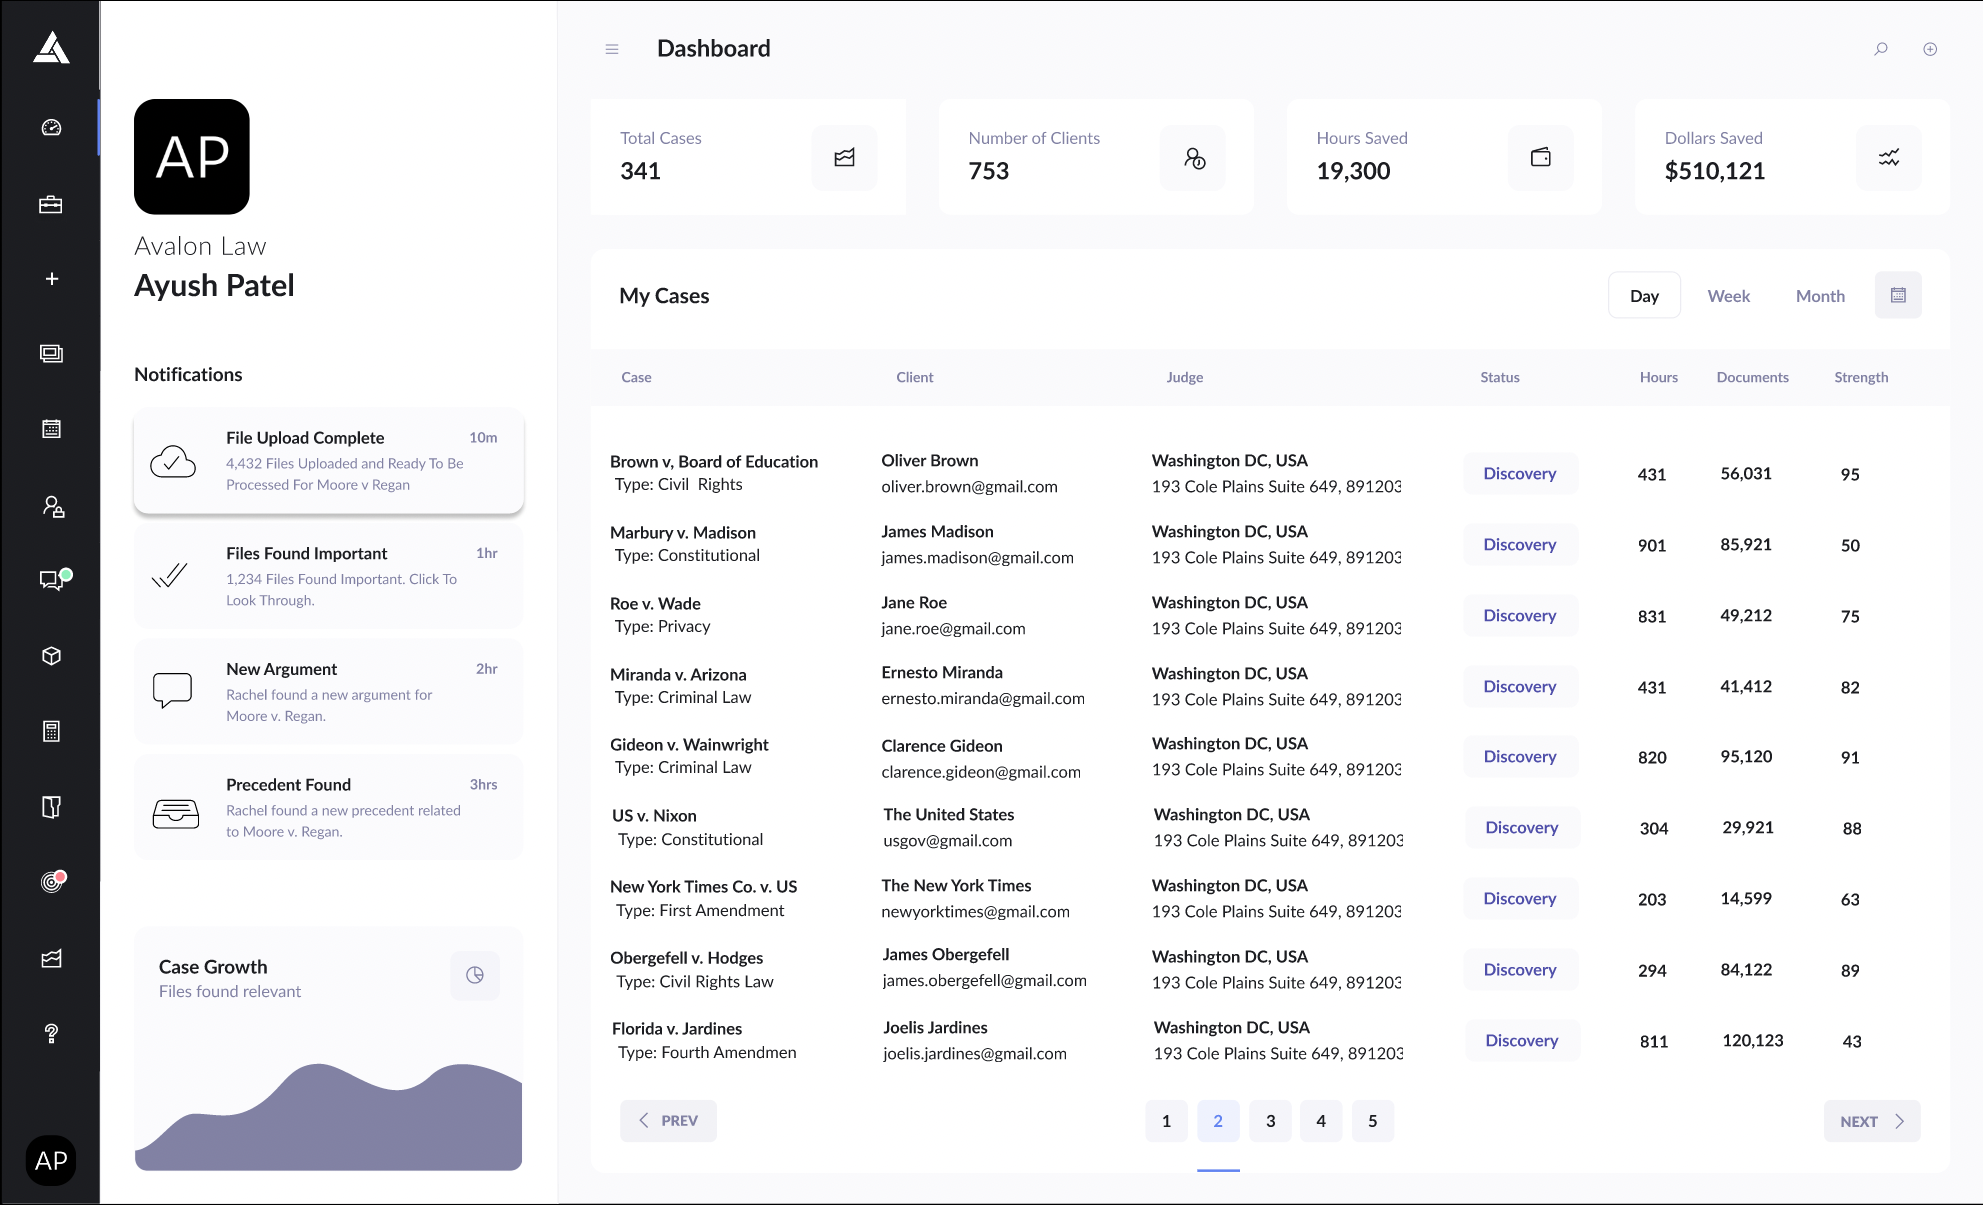 AP
Avalon Law
Ayush Patel
Notifications
File Upload Complete 10m
4,432 Files Uploaded and Ready To Be
Processed For Moore v Regan
Files Found Important 1hr
1,234 Files Found Important. Click To
Look Through.
New Argument 2hr
Rachel found a new argument for
Moore v. Regan.
Precedent Found 3hrs
Rachel found a new precedent related
to Moore v. Regan.
Case Growth
Files found relevant
AP
Dashboard
Total Cases
341
Number of Clients
753
Hours Saved
19,300
Dollars Saved
$510,121
My Cases
Day Week Month
Case Client Judge Status Hours Documents Strength
Brown v, Board of Education Oliver Brown Washington DC, USA Discovery 431 56,031 95
Type: Civil Rights oliver.brown@gmail.com 193 Cole Plains Suite 649, 891203
Marbury v. Madison James Madison Washington DC, USA Discovery 901 85,921 50
Type: Constitutional james.madison@gmail.com 193 Cole Plains Suite 649, 891203
Roe v. Wade Jane Roe Washington DC, USA Discovery 831 49,212 75
Type: Privacy jane.roe@gmail.com 193 Cole Plains Suite 649, 891203
Miranda v. Arizona Ernesto Miranda Washington DC, USA Discovery 431 41,412 82
Type: Criminal Law ernesto.miranda@gmail.com 193 Cole Plains Suite 649, 891203
Gideon v. Wainwright Clarence Gideon Washington DC, USA Discovery 820 95,120 91
Type: Criminal Law clarence.gideon@gmail.com 193 Cole Plains Suite 649, 891203
US v. Nixon The United States Washington DC, USA Discovery 304 29,921 88
Type: Constitutional usgov@gmail.com 193 Cole Plains Suite 649, 891203
New York Times Co. v. US The New York Times Washington DC, USA Discovery 203 14,599 63
Type: First Amendment newyorktimes@gmail.com 193 Cole Plains Suite 649, 891203
Obergefell v. Hodges James Obergefell Washington DC, USA Discovery 294 84,122 89
Type: Civil Rights Law james.obergefell@gmail.com 193 Cole Plains Suite 649, 891203
Florida v. Jardines Joelis Jardines Washington DC, USA Discovery 811 120,123 43
Type: Fourth Amendmen joelis.jardines@gmail.com 193 Cole Plains Suite 649, 891203
PREV 1 2 3 4 5 NEXT